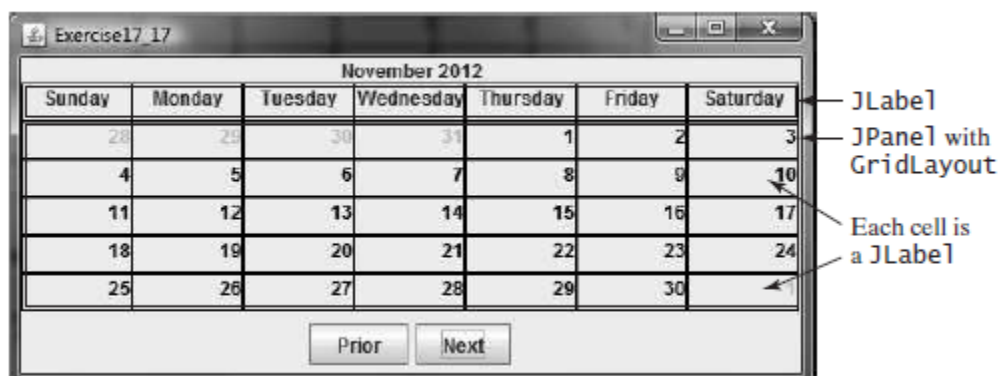 Exercise17_17
November 2012
Sunday Monday Tuesday Wednesday Thursday Friday Saturday
28 29 30 31 1 2 3
4 5 6 7 8 9 10
11 12 13 14 15 16 17
18 19 20 21 22 23 24
25 26 27 28 29 30 1
Prior Next
JLabel
JPanel with
GridLayout
Each cell is
a JLabel